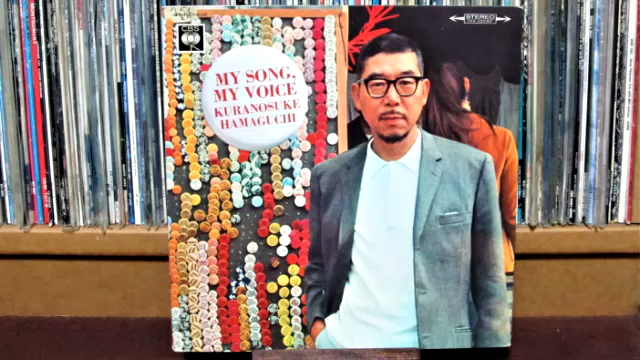 CBS
STEREO
MY SONG,
MY VOICE
KURANOSUKE
HAMAGUCHI